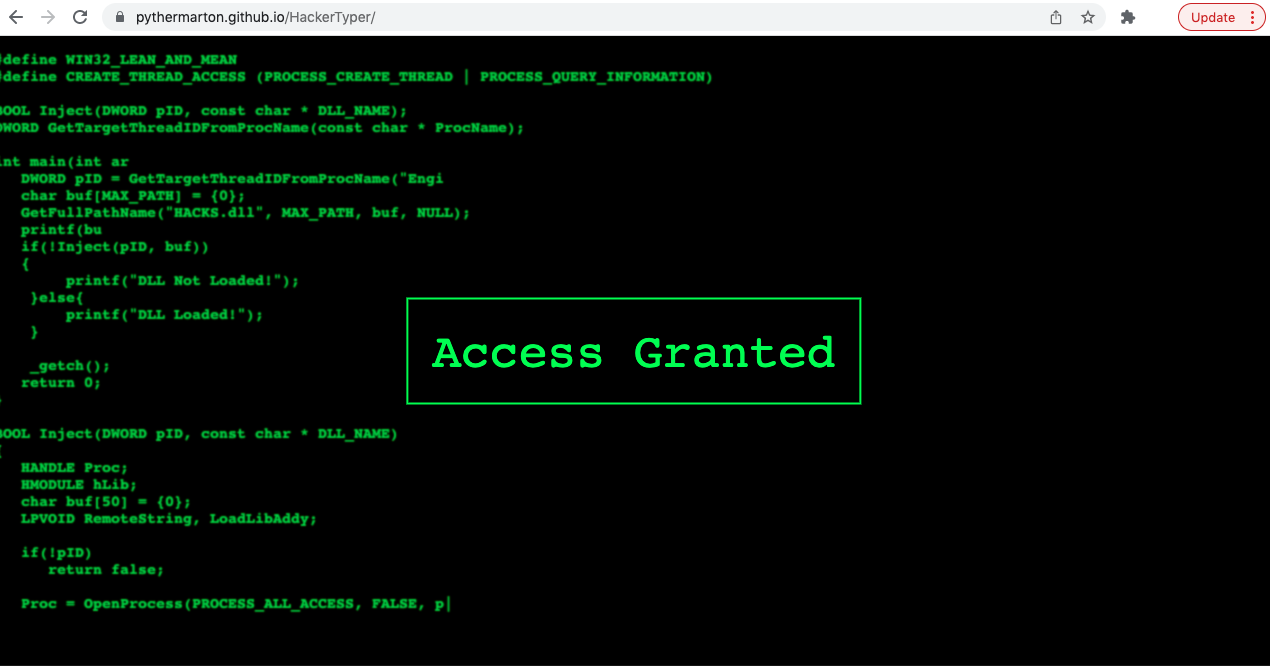 pythermarton.github.io/HackerTyper/
Update
define WIN32_LEAN_AND_MEAN
define CREATE_THREAD_ACCESS (PROCESS_CREATE_THREAD | PROCESS_QUERY_INFORMATION)
BOOL Inject(DWORD pID, const char * DLL_NAME);
DWORD GetTargetThreadIDFromProcName(const char * ProcName);
int main(int ar
DWORD pID = GetTargetThreadIDFromProcName("Engi
char buf[MAX_PATH] = {0};
GetFullPathName("HACKS.dll", MAX_PATH, buf, NULL);
printf(bu
if(!Inject(pID, buf))
{
printf("DLL Not Loaded!");
}else{
printf("DLL Loaded!");
}
_getch();
return 0;
}
Access Granted
BOOL Inject(DWORD pID, const char * DLL_NAME)
{
HANDLE Proc;
HMODULE hLib;
char buf[50] = {0};
LPVOID RemoteString, LoadLibAddy;
if(!pID)
return false;
Proc = OpenProcess(PROCESS_ALL_ACCESS, FALSE, p